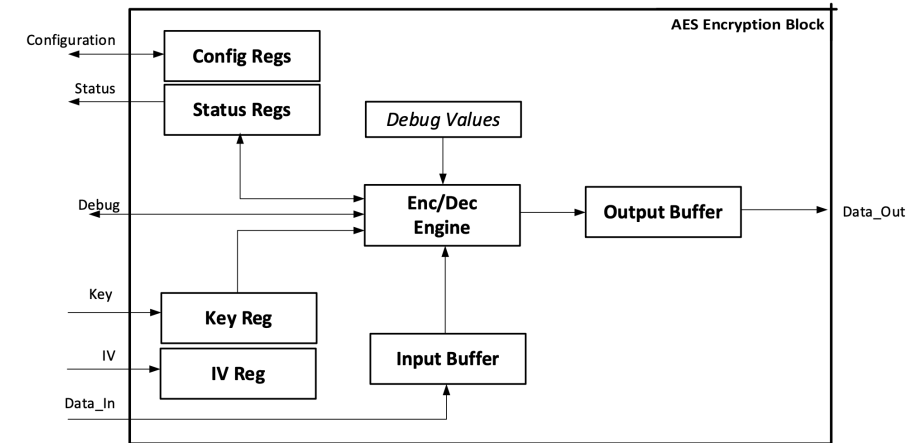 AES Encryption Block
Configuration
Config Regs
Status
Status Regs
Debug Values
Debug
Enc/Dec
Engine
Output Buffer
Data_Out
Key
Key Reg
Input Buffer
IV
IV Reg
Data_In